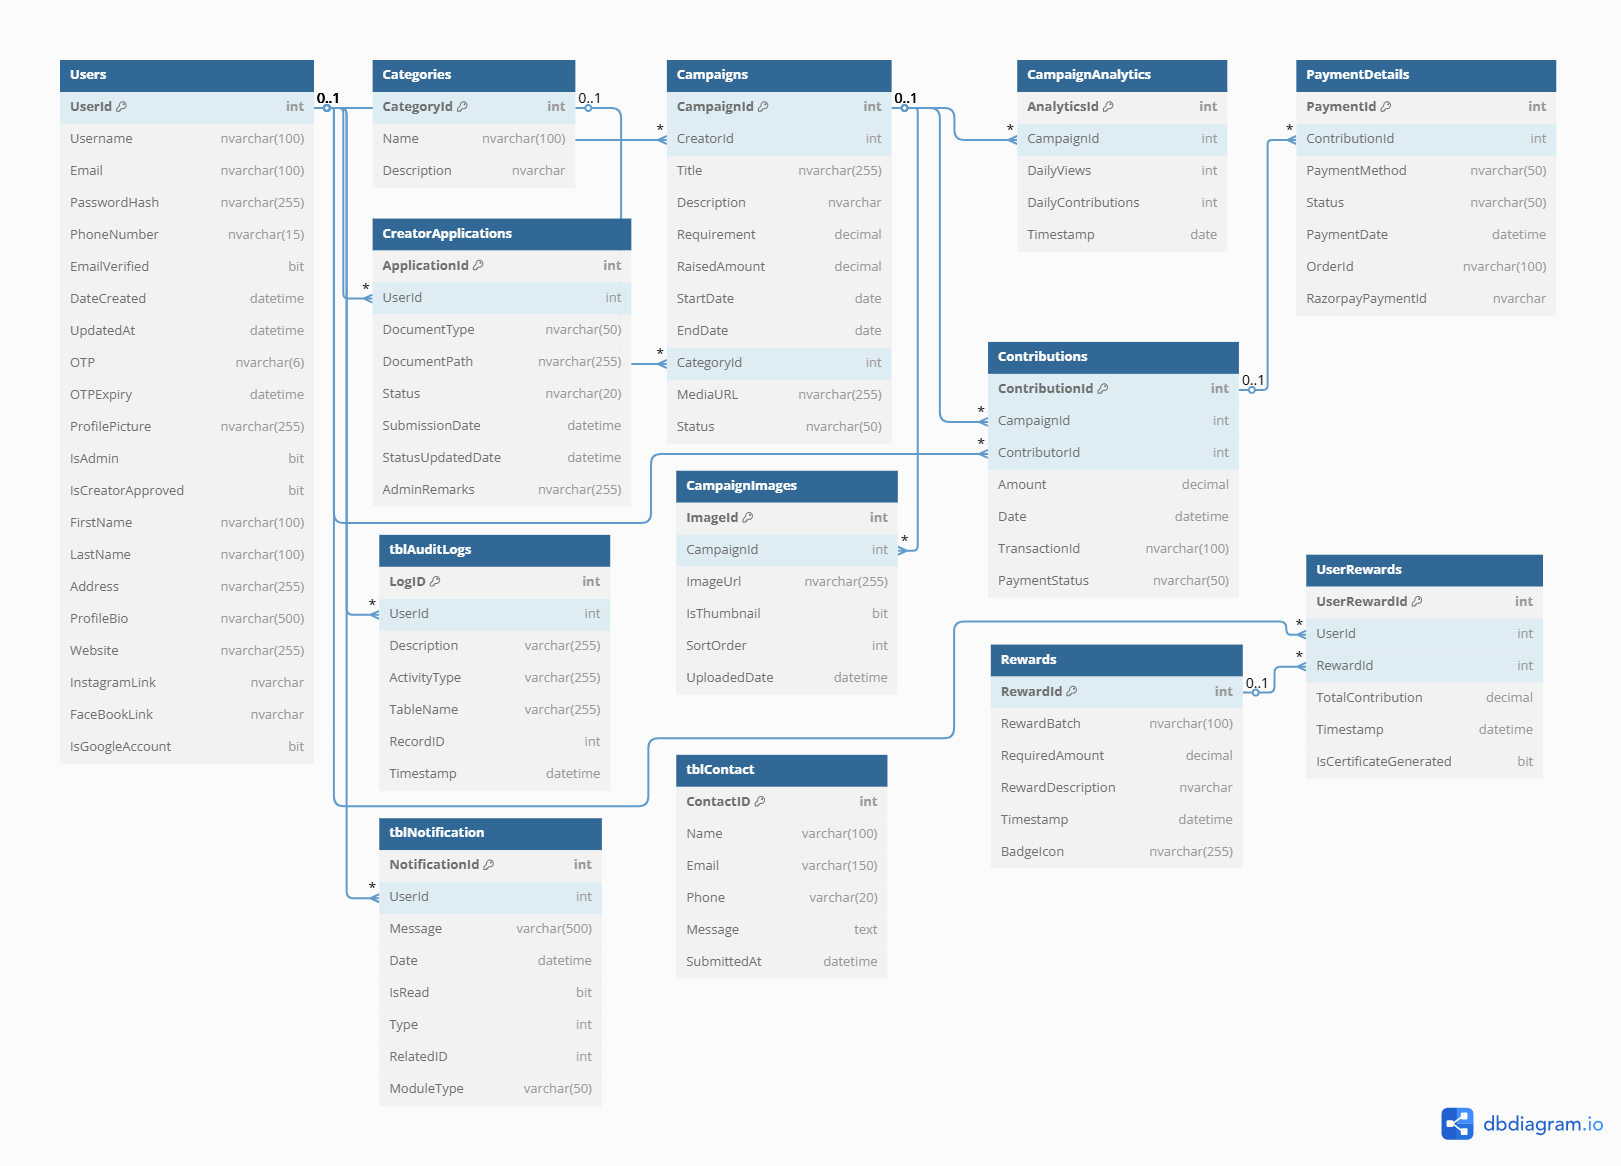 Users
UserId int
Username nvarchar(100)
Email nvarchar(100)
PasswordHash nvarchar(255)
PhoneNumber nvarchar(15)
EmailVerified bit
DateCreated datetime
UpdatedAt datetime
OTP nvarchar(6)
OTPExpiry datetime
ProfilePicture nvarchar(255)
IsAdmin bit
IsCreatorApproved bit
FirstName nvarchar(100)
LastName nvarchar(100)
Address nvarchar(255)
ProfileBio nvarchar(500)
Website nvarchar(255)
InstagramLink nvarchar
FaceBookLink nvarchar
IsGoogleAccount bit
0..1
Categories
CategoryId int
Name nvarchar(100)
Description nvarchar
0..1
*
CreatorApplications
ApplicationId int
* UserId int
DocumentType nvarchar(50)
DocumentPath nvarchar(255)
Status nvarchar(20)
SubmissionDate datetime
StatusUpdatedDate datetime
AdminRemarks nvarchar(255)
*
tblAuditLogs
LogID int
* UserId int
Description varchar(255)
ActivityType varchar(255)
TableName varchar(255)
RecordID int
Timestamp datetime
tblNotification
NotificationId int
* UserId int
Message varchar(500)
Date datetime
IsRead bit
Type int
RelatedID int
ModuleType varchar(50)
Campaigns
CampaignId int
CreatorId int
Title nvarchar(255)
Description nvarchar
Requirement decimal
RaisedAmount decimal
StartDate date
EndDate date
CategoryId int
MediaURL nvarchar(255)
Status nvarchar(50)
0..1
CampaignImages
ImageId int
CampaignId int *
ImageUrl nvarchar(255)
IsThumbnail bit
SortOrder int
UploadedDate datetime
tblContact
ContactID int
Name varchar(100)
Email varchar(150)
Phone varchar(20)
Message text
SubmittedAt datetime
CampaignAnalytics
AnalyticsId int
* CampaignId int
DailyViews int
DailyContributions int
Timestamp date
Contributions
ContributionId int 0..1
* CampaignId int
* ContributorId int
Amount decimal
Date datetime
TransactionId nvarchar(100)
PaymentStatus nvarchar(50)
Rewards
RewardId int 0..1
RewardBatch nvarchar(100)
RequiredAmount decimal
RewardDescription nvarchar
Timestamp datetime
BadgeIcon nvarchar(255)
PaymentDetails
PaymentId int
* ContributionId int
PaymentMethod nvarchar(50)
Status nvarchar(50)
PaymentDate datetime
OrderId nvarchar(100)
RazorpayPaymentId nvarchar
UserRewards
UserRewardId int
* UserId int
* RewardId int
TotalContribution decimal
Timestamp datetime
IsCertificateGenerated bit
dbdiagram.io